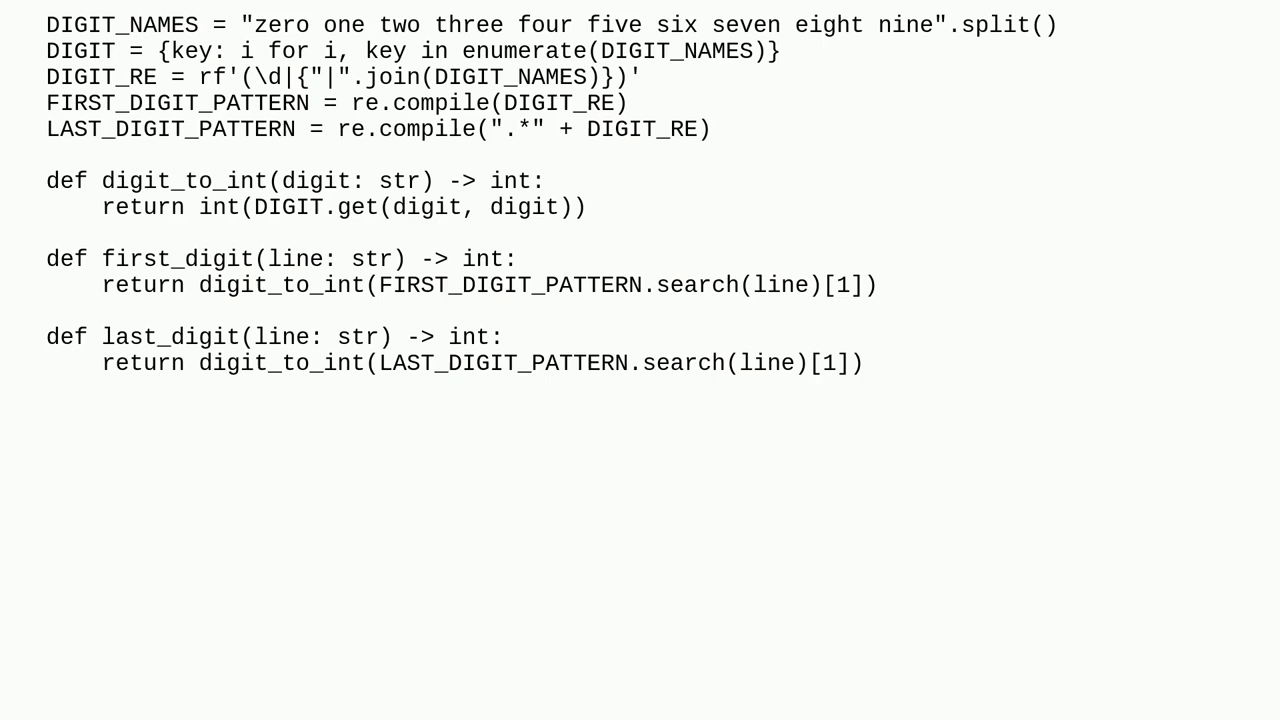 DIGIT_NAMES = "zero one two three four five six seven eight nine".split()
DIGIT = {key: i for i, key in enumerate(DIGIT_NAMES)}
DIGIT_RE = rf'(\d|{"|".join(DIGIT_NAMES)})'
FIRST_DIGIT_PATTERN = re.compile(DIGIT_RE)
LAST_DIGIT_PATTERN = re.compile(".*" + DIGIT_RE)

def digit_to_int(digit: str) -> int:
    return int(DIGIT.get(digit, digit))

def first_digit(line: str) -> int:
    return digit_to_int(FIRST_DIGIT_PATTERN.search(line)[1])

def last_digit(line: str) -> int:
    return digit_to_int(LAST_DIGIT_PATTERN.search(line)[1])